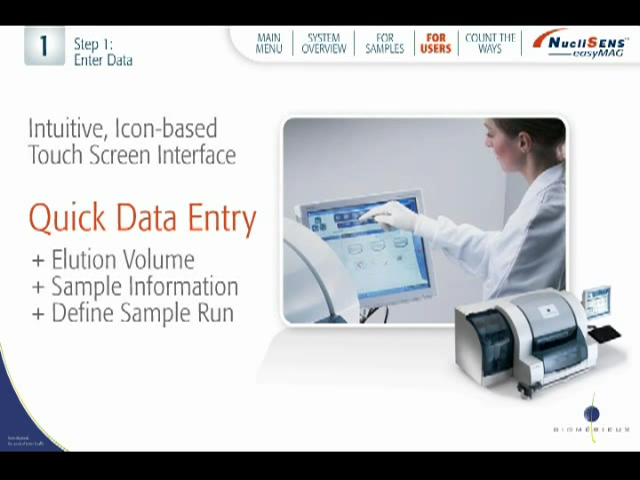 1
Step 1:
Enter Data
MAIN MENU
SYSTEM OVERVIEW
FOR SAMPLES
FOR USERS
COUNT THE WAYS
NUCLISENS
easyMAG
Intuitive, Icon-based
Touch Screen Interface
Quick Data Entry
+ Elution Volume
+ Sample Information
+ Define Sample Run
BIOMÉRIEUX